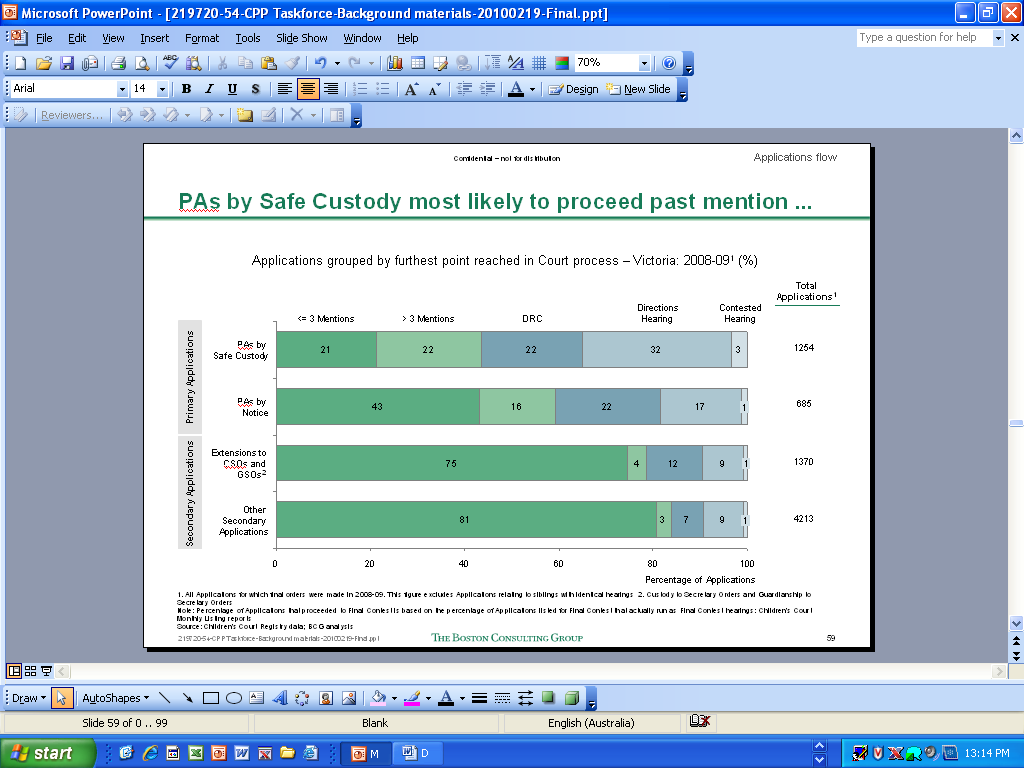 Microsoft PowerPoint - [219720-54-CPP Taskforce-Background materials-20100219-Final.ppt]
File Edit View Insert Format Tools Slide Show Window Help
Type a question for help
70%
Arial 14 B I U S A A A Design New Slide
Reviewers...
Confidential – not for distribution
Applications flow
PAs by Safe Custody most likely to proceed past mention ...
Applications grouped by furthest point reached in Court process – Victoria: 2008-09¹ (%)
Total
Applications¹
<= 3 Mentions > 3 Mentions DRC Directions Hearing Contested Hearing
Primary Applications
PAs by
Safe Custody
21 22 22 32 3 1254
PAs by
Notice
43 16 22 17 1 685
Secondary Applications
Extensions to
CSOs and
GSOs²
75 4 12 9 1 1370
Other
Secondary
Applications
81 3 7 9 1 4213
0 20 40 60 80 100
Percentage of Applications
1. All Applications for which final orders were made in 2008-09. This figure excludes Applications relating to siblings with identical hearings 2. Custody to Secretary Orders and Guardianship to
Secretary Orders
Note: Percentage of Applications that proceeded to Final Contest is based on the percentage of Applications listed for Final Contest that actually run as Final Contest hearings: Children's Court
Monthly Listing reports
Source: Children's Court Registry data; BCG analysis
219720-54-CPP Taskforce-Background materials-20100219-Final.ppt THE BOSTON CONSULTING GROUP 59
Draw AutoShapes A A
Slide 59 of 0 .. 99 Blank English (Australia)
start M D 13:14 PM